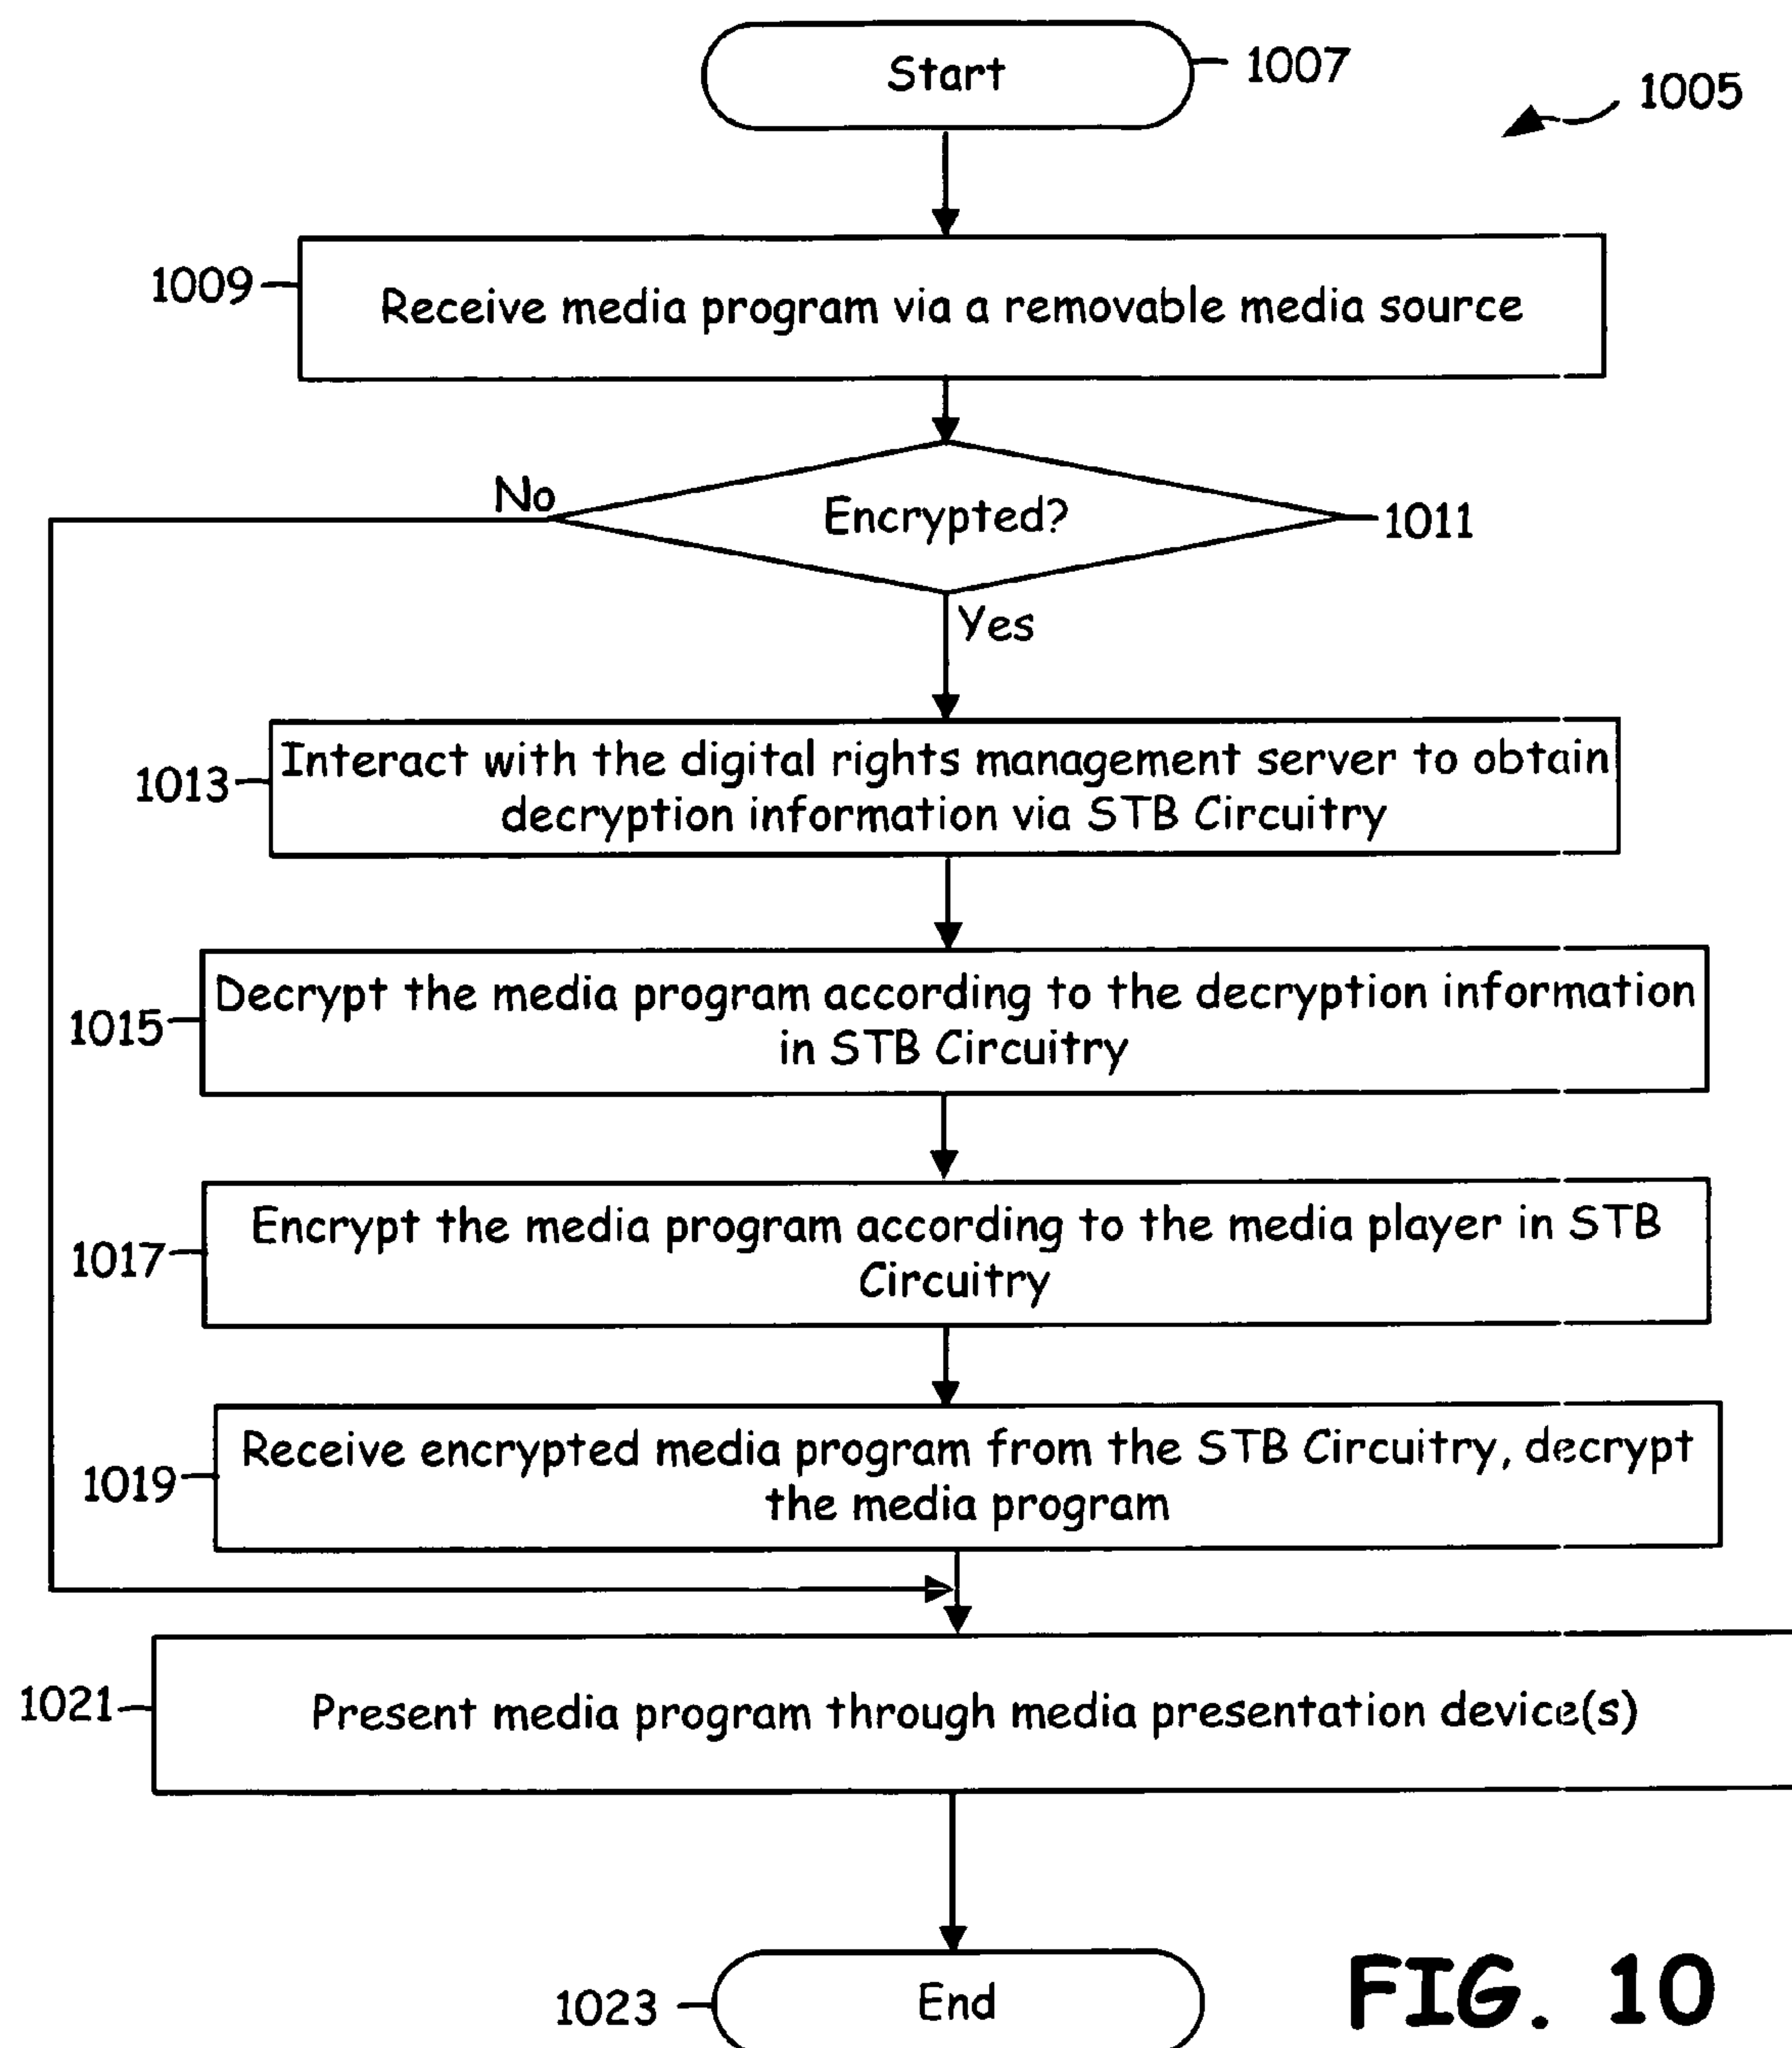 Start
1007
1005
1009
Receive media program via a removable media source
No
Encrypted?
1011
Yes
1013
Interact with the digital rights management server to obtain
decryption information via STB Circuitry
1015
Decrypt the media program according to the decryption information
in STB Circuitry
1017
Encrypt the media program according to the media player in STB
Circuitry
1019
Receive encrypted media program from the STB Circuitry, decrypt
the media program
1021
Present media program through media presentation device(s)
1023
End
FIG. 10